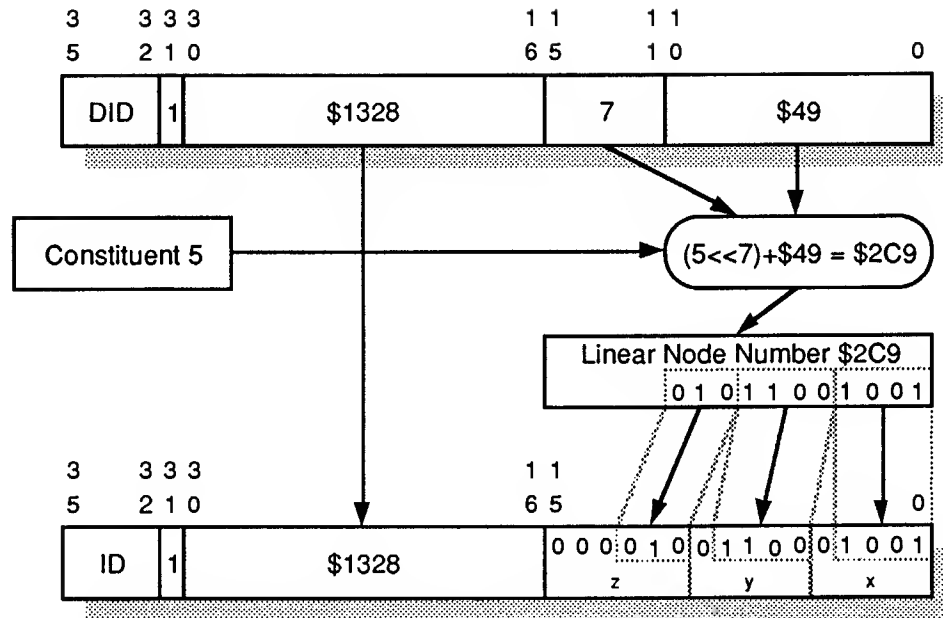 3 3 3 3 1 1 1 1 1
5 2 1 0 6 5 1 0 0
DID 1 $1328 7 $49
Constituent 5 (5<<7)+$49 = $2C9
Linear Node Number $2C9
0 1 0 1 1 0 0 1 0 0 1
3 3 3 3 1 1
5 2 1 0 6 5 0
ID 1 $1328 0 0 0 0 1 0 0 1 1 0 0 0 1 0 0 1
z y x